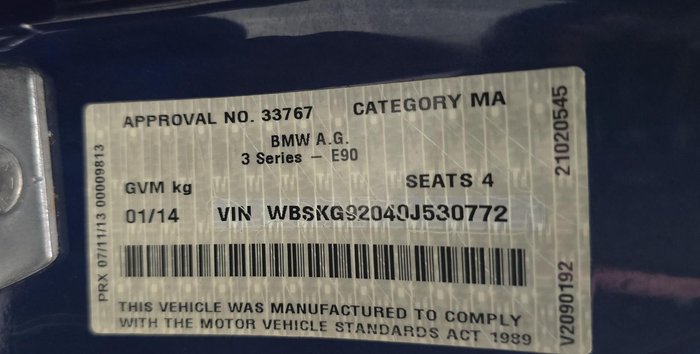 APPROVAL NO. 33767 CATEGORY MA
BMW A.G.
3 Series – E90
GVM kg SEATS 4
01/14 VIN WBSKG92040J530772
THIS VEHICLE WAS MANUFACTURED TO COMPLY
WITH THE MOTOR VEHICLE STANDARDS ACT 1989
PRX 07/11/13 00009813
V2090192 21020545